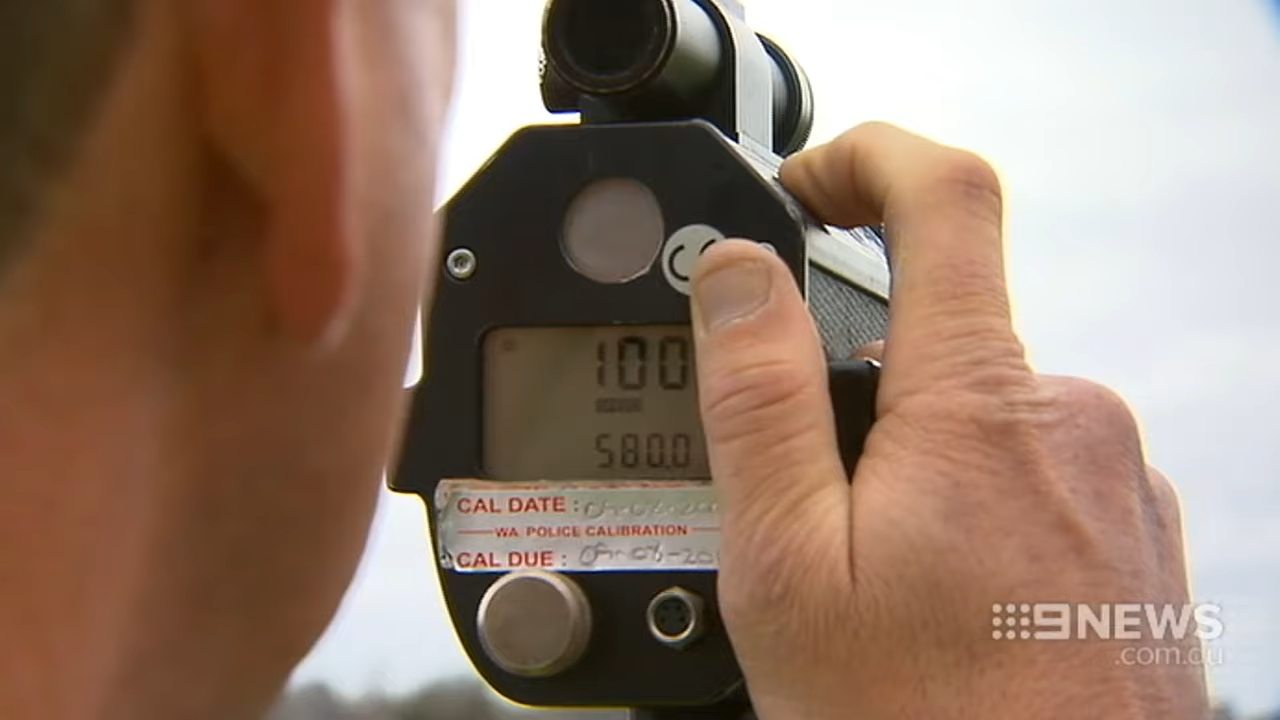 100
580.0
CAL DATE :
WA POLICE CALIBRATION
CAL DUE :
9NEWS
.com.au